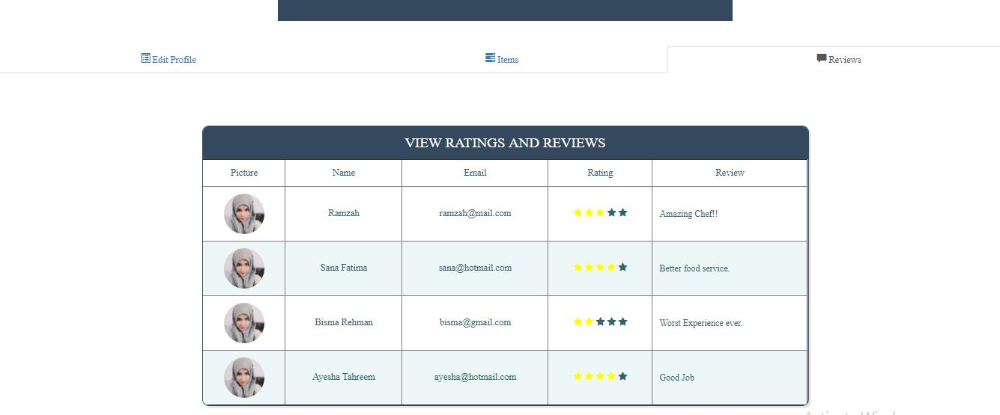 Edit Profile Items Reviews
VIEW RATINGS AND REVIEWS
Picture Name Email Rating Review
Ramzah ramzah@mail.com Amazing Chef!!
Sana Fatima sana@hotmail.com Better food service.
Bisma Rehman bisma@gmail.com Worst Experience ever.
Ayesha Tahreem ayesha@hotmail.com Good Job